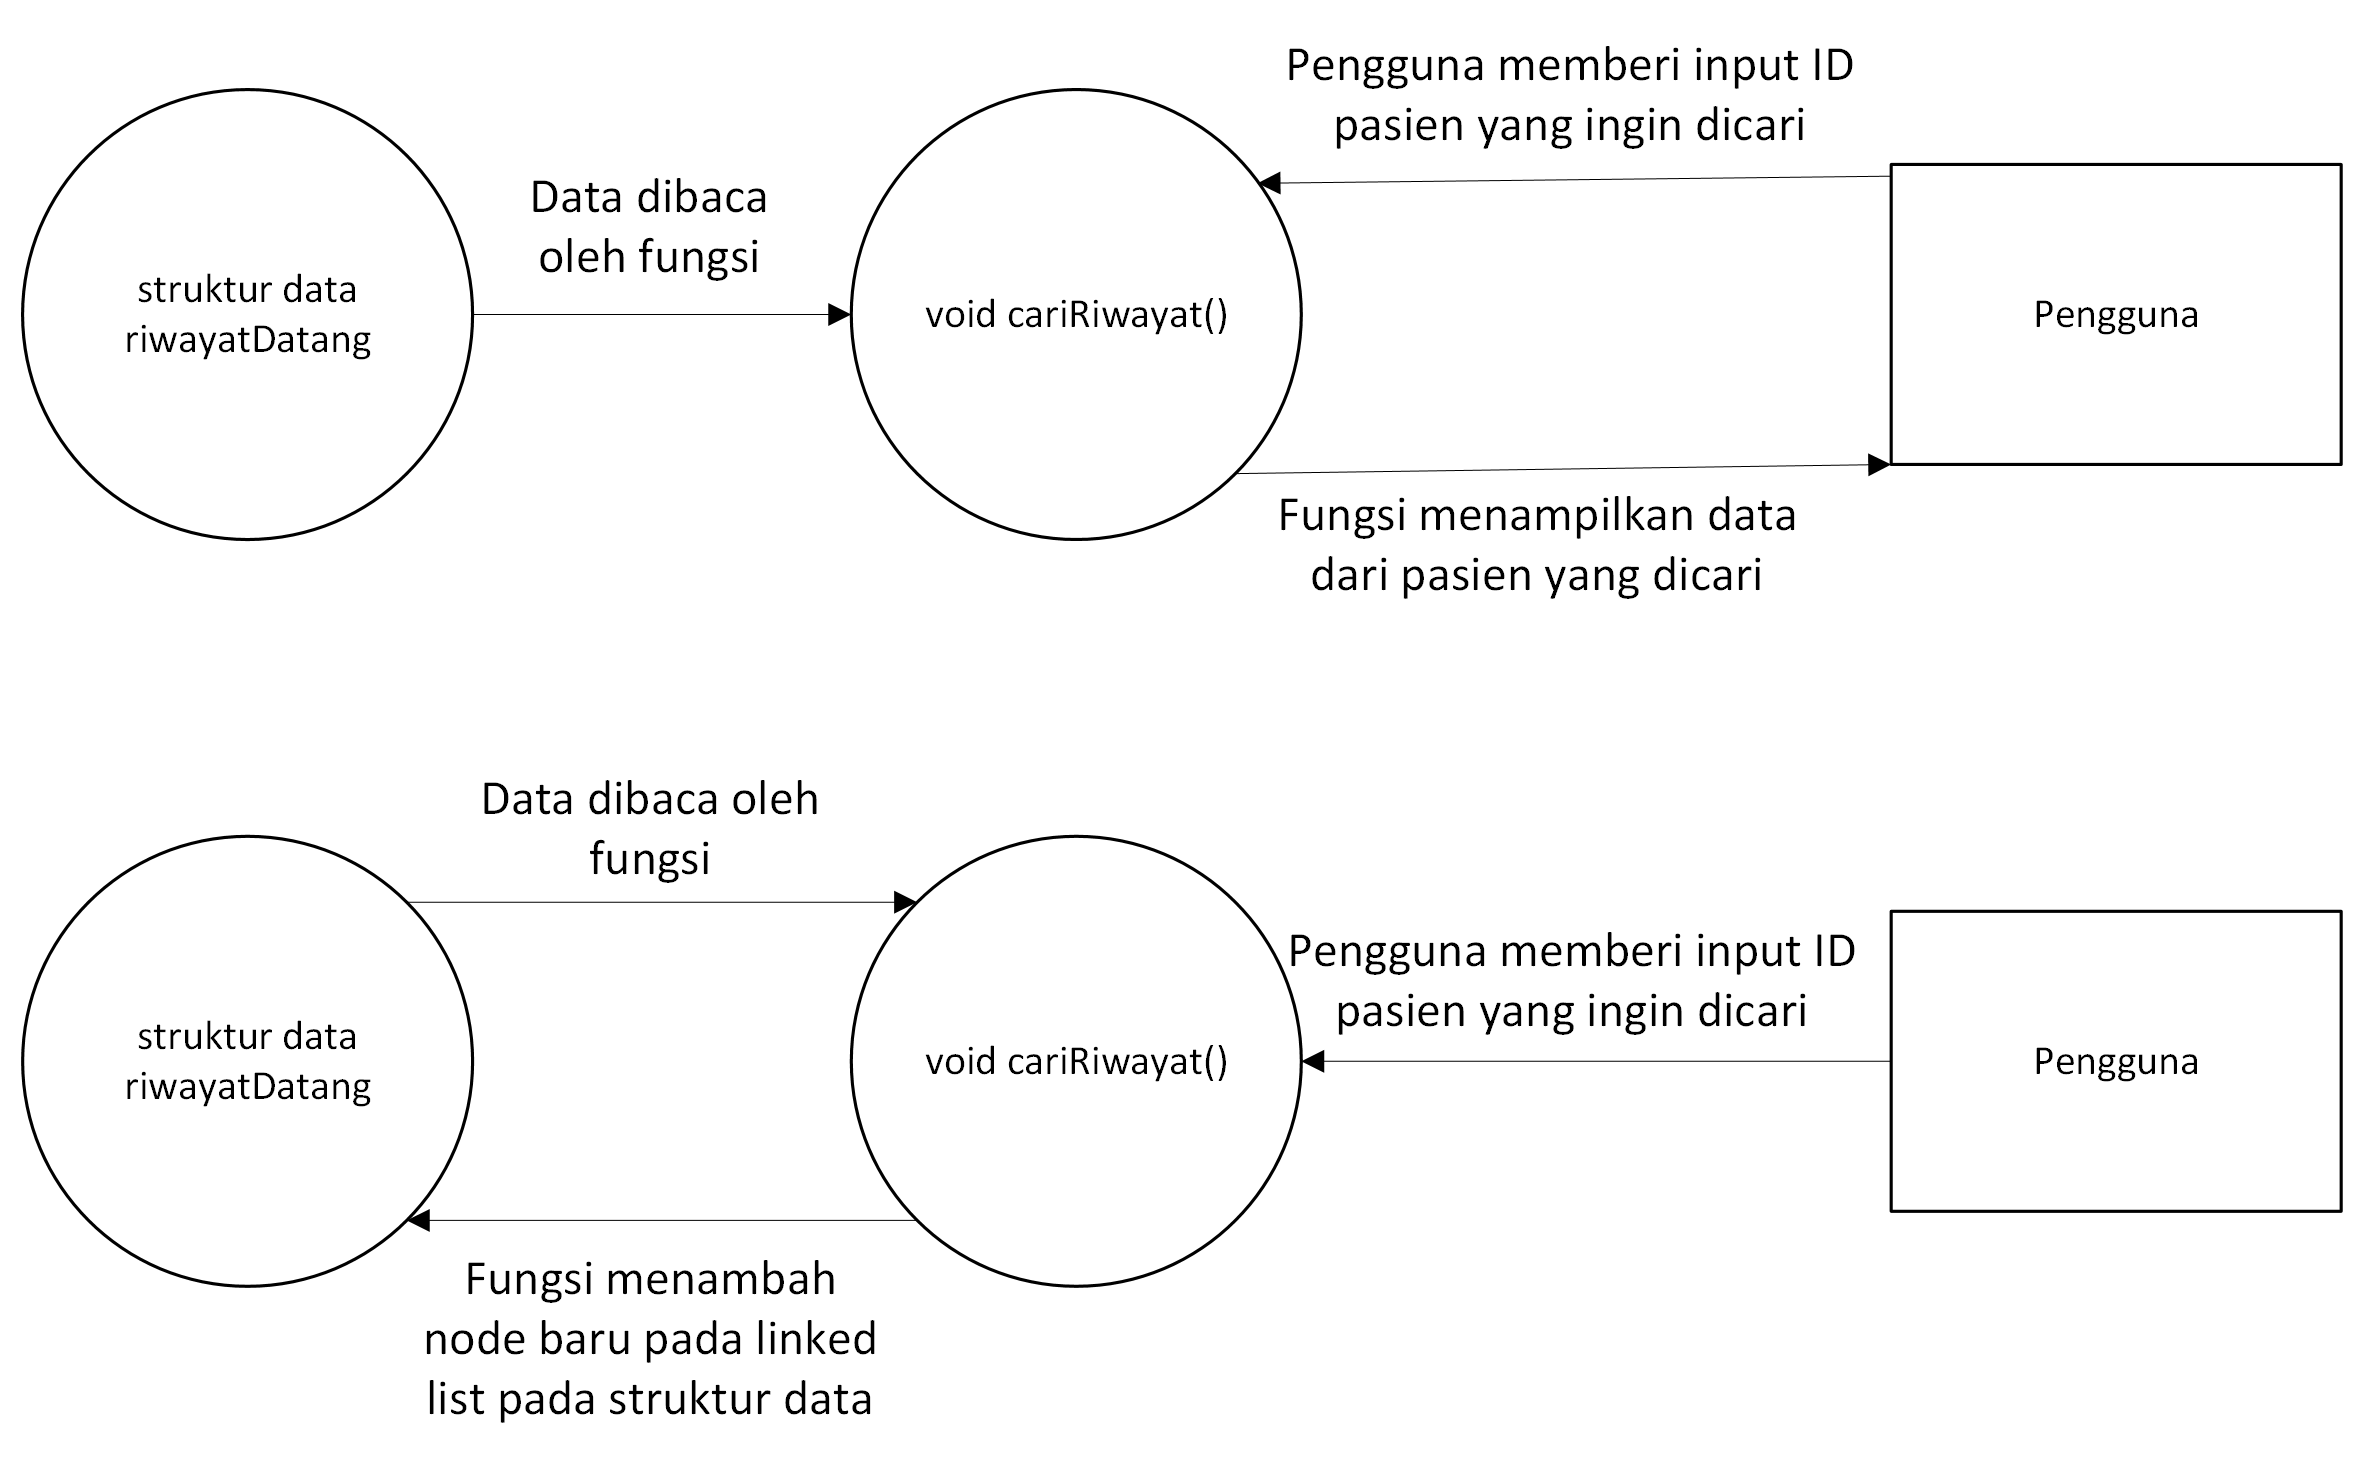 Pengguna memberi input ID
pasien yang ingin dicari
Data dibaca
oleh fungsi
struktur data
riwayatDatang
void cariRiwayat()
Pengguna
Fungsi menampilkan data
dari pasien yang dicari
Data dibaca oleh
fungsi
Pengguna memberi input ID
pasien yang ingin dicari
struktur data
riwayatDatang
void cariRiwayat()
Pengguna
Fungsi menambah
node baru pada linked
list pada struktur data